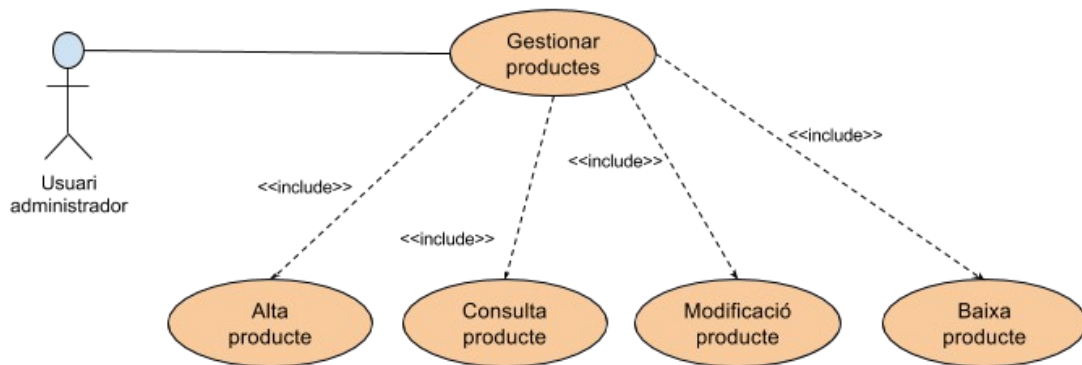 Gestionar
productes
<<include>>
<<include>>
<<include>>
<<include>>
Usuari
administrador
Alta
producte
Consulta
producte
Modificació
producte
Baixa
producte